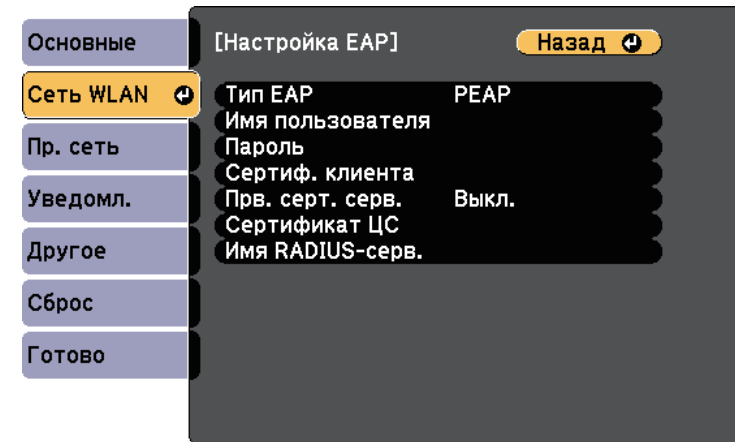 Основные
Сеть WLAN
Пр. сеть
Уведомл.
Другое
Сброс
Готово
[Настройка EAP]
Назад
Тип EAP PEAP
Имя пользователя
Пароль
Сертиф. клиента
Прв. серт. серв. Выкл.
Сертификат ЦС
Имя RADIUS-серв.